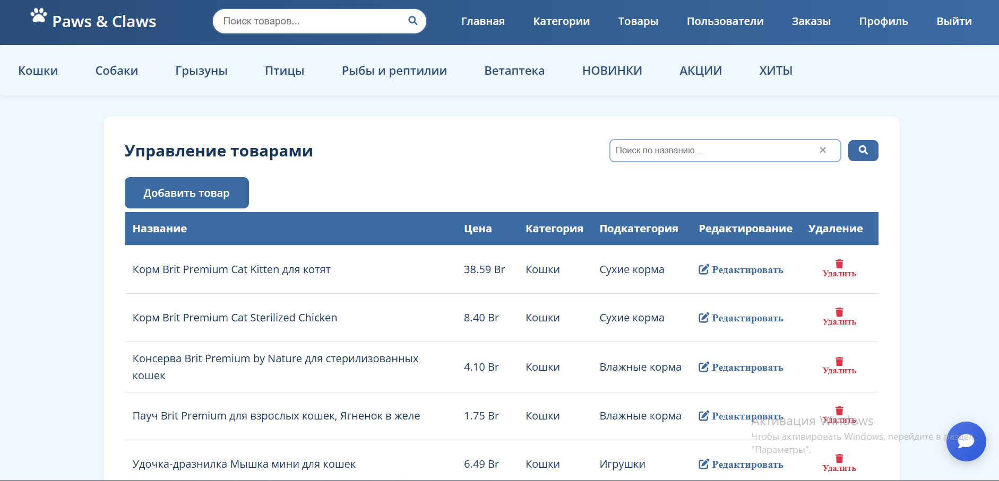 Paws & Claws
Поиск товаров...
Главная
Категории
Товары
Пользователи
Заказы
Профиль
Выйти
Кошки
Собаки
Грызуны
Птицы
Рыбы и рептилии
Ветаптека
НОВИНКИ
АКЦИИ
ХИТЫ
Управление товарами
Поиск по названию...
Добавить товар
Название Цена Категория Подкатегория Редактирование Удаление
Корм Brit Premium Cat Kitten для котят 38.59 Br Кошки Сухие корма Редактировать Удалить
Корм Brit Premium Cat Sterilized Chicken 8.40 Br Кошки Сухие корма Редактировать Удалить
Консерва Brit Premium by Nature для стерилизованных
кошек 4.10 Br Кошки Влажные корма Редактировать Удалить
Пауч Brit Premium для взрослых кошек, Ягненок в желе 1.75 Br Кошки Влажные корма Редактировать Удалить
Удочка-дразнилка Мышка мини для кошек 6.49 Br Кошки Игрушки Редактировать Удалить
Активация Windows
Чтобы активировать Windows, перейдите в раздел
"Параметры".